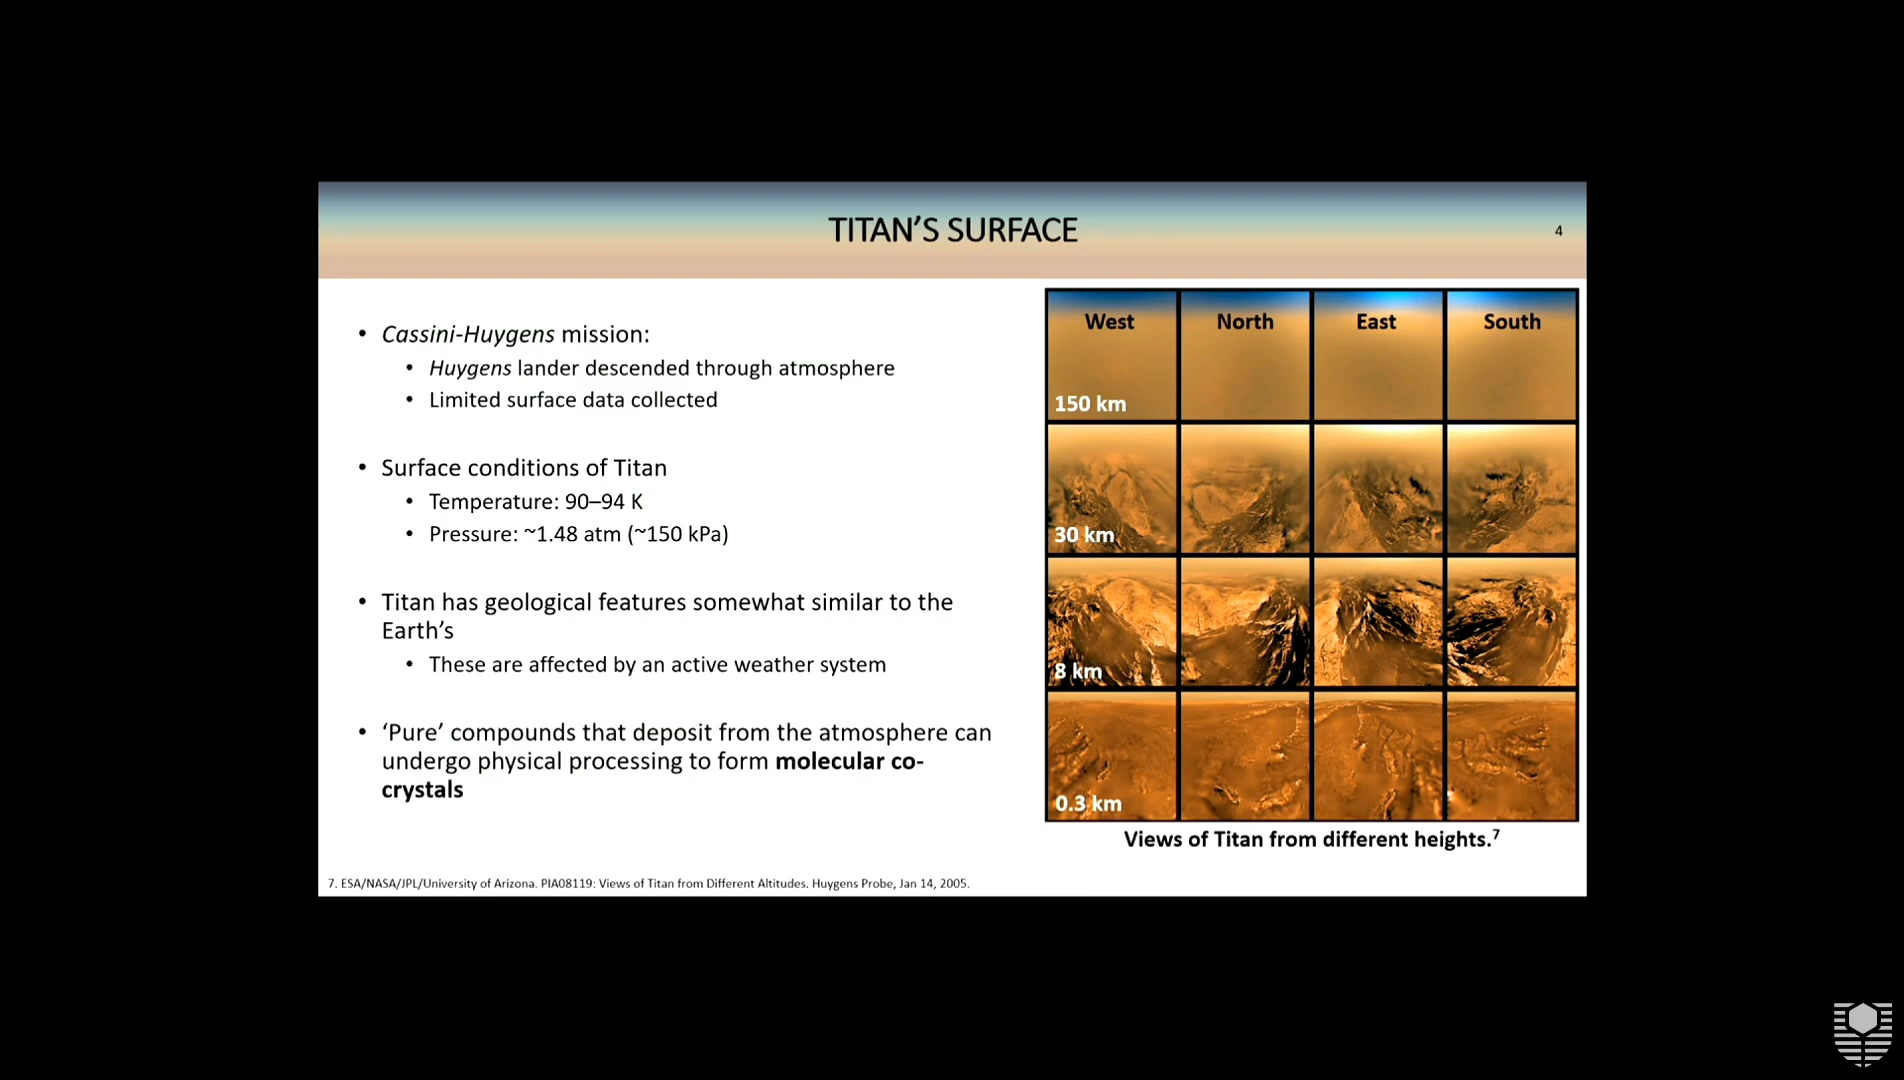 TITAN'S SURFACE
4
• Cassini-Huygens mission:
• Huygens lander descended through atmosphere
• Limited surface data collected
• Surface conditions of Titan
• Temperature: 90–94 K
• Pressure: ~1.48 atm (~150 kPa)
• Titan has geological features somewhat similar to the
Earth's
• These are affected by an active weather system
• ‘Pure’ compounds that deposit from the atmosphere can
undergo physical processing to form molecular co-
crystals
West North East South
150 km
30 km
8 km
0.3 km
Views of Titan from different heights.⁷
7. ESA/NASA/JPL/University of Arizona. PIA08119: Views of Titan from Different Altitudes. Huygens Probe, Jan 14, 2005.